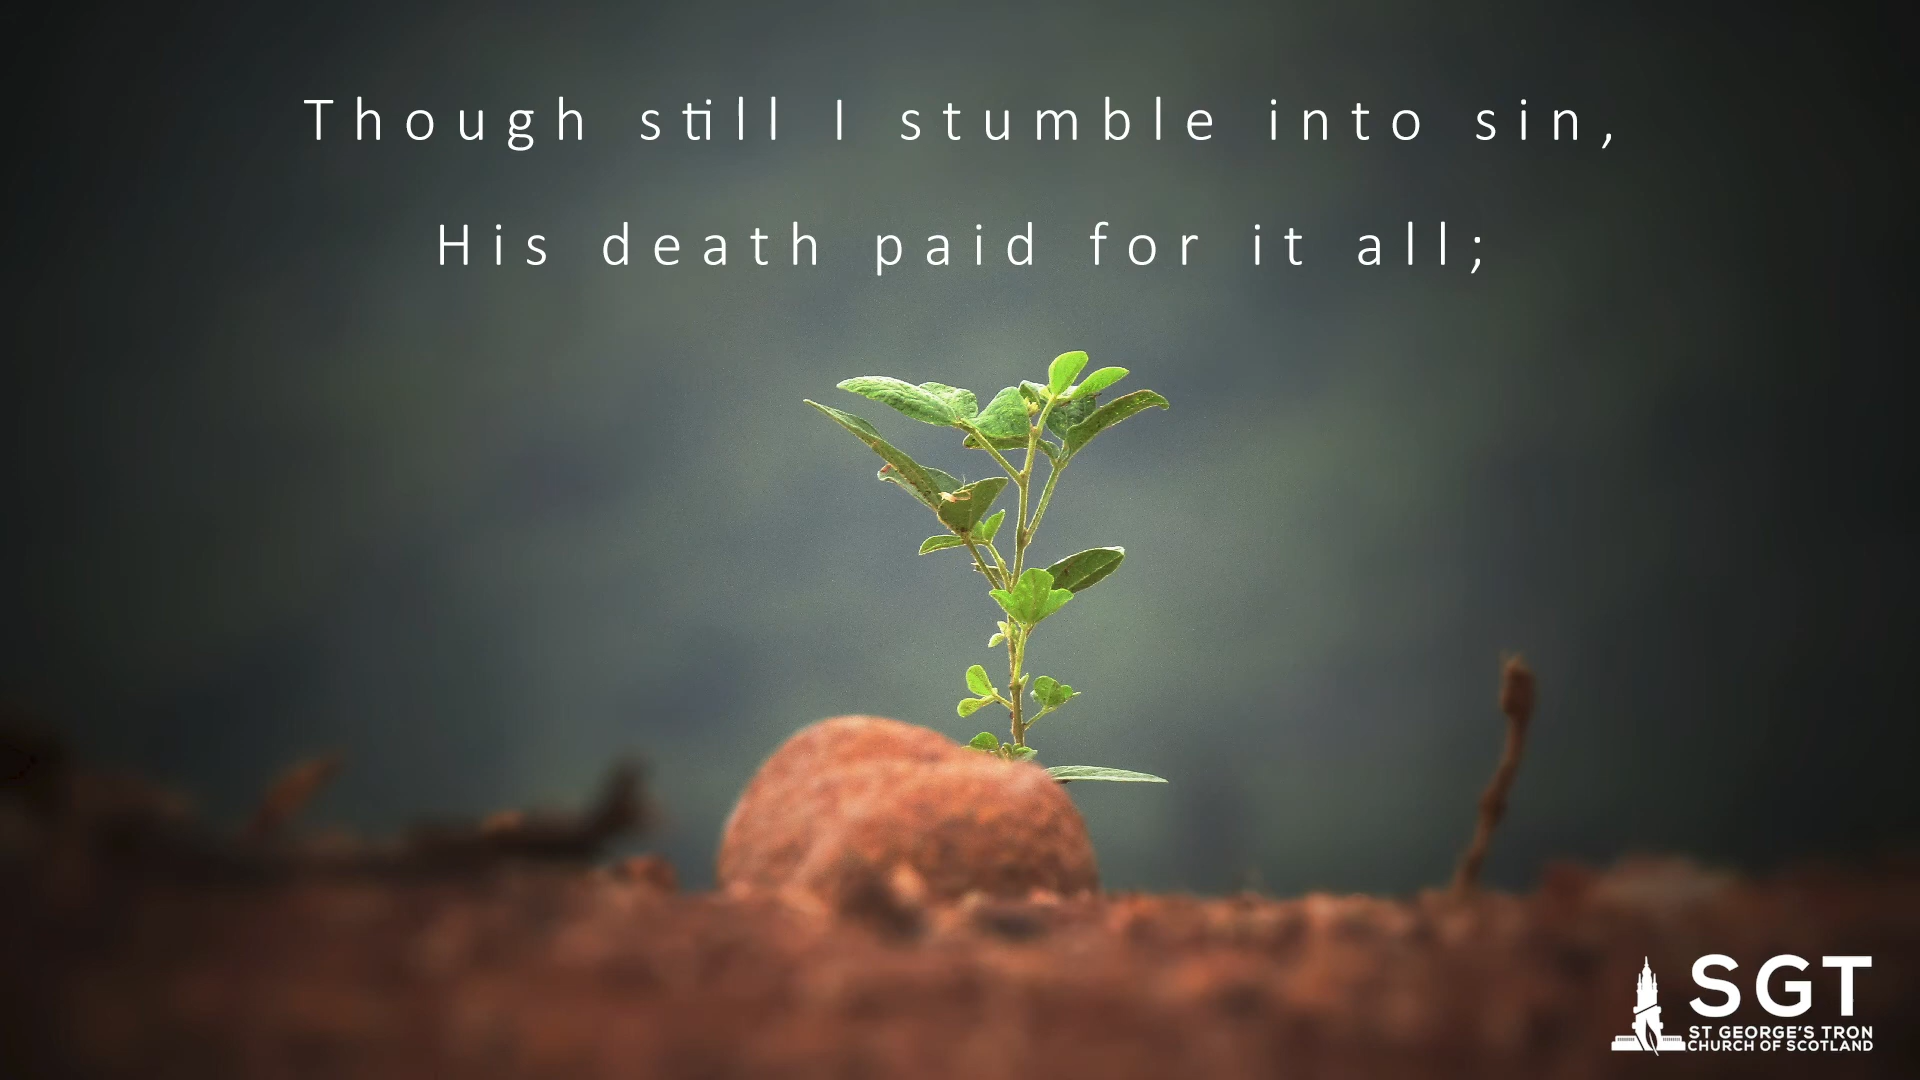 Though still I stumble into sin,
His death paid for it all;
SGT
ST GEORGE'S TRON
CHURCH OF SCOTLAND